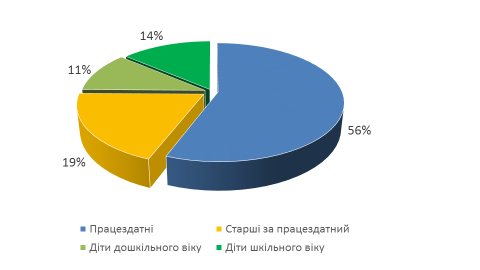 14%
11%
56%
19%
Працездатні
Старші за працездатний
Діти дошкільного віку
Діти шкільного віку